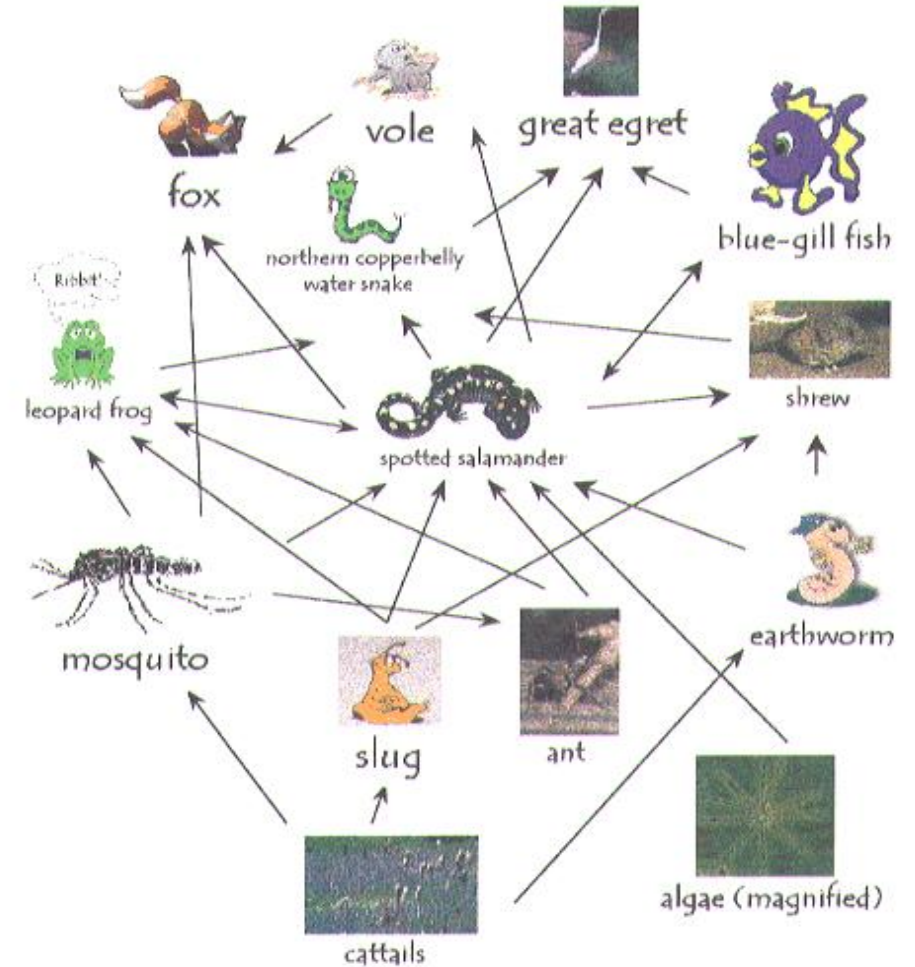 vole
great egret
fox
blue-gill fish
northern copperhelly
water snake
Ribbit!
leopard frog
shrew
spotted salamander
mosquito
earthworm
slug
ant
cattails
algae (magnified)